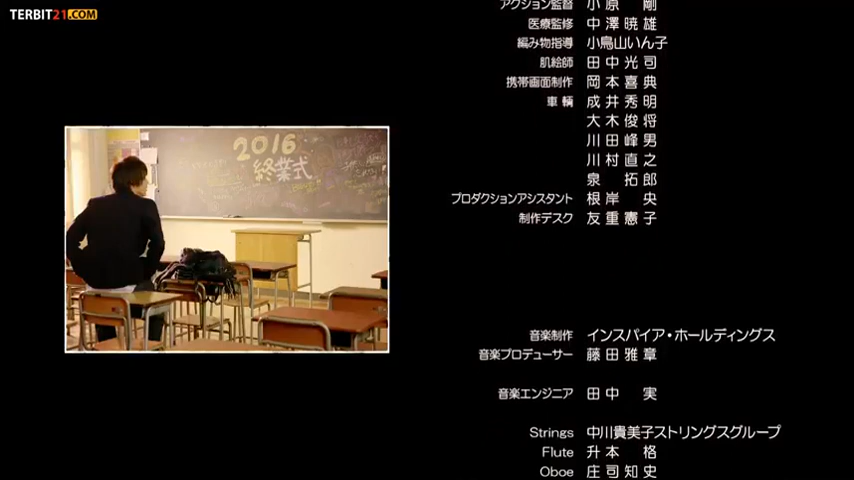 TERBIT21.COM
アクション監督 小原 剛
医療監修 中澤暁雄
編み物指導 小鳥山いん子
肌絵師 田中光司
携帯画面制作 岡本喜典
車輌 成井秀明
大木俊将
川田峰男
川村直之
泉 拓郎
プロダクションアシスタント 根岸 央
制作デスク 友重憲子
2016
終業式
音楽制作 インスパイア・ホールディングス
音楽プロデューサー 藤田雅章
音楽エンジニア 田中 実
Strings 中川貴美子ストリングスグループ
Flute 升本 格
Oboe 庄司知史